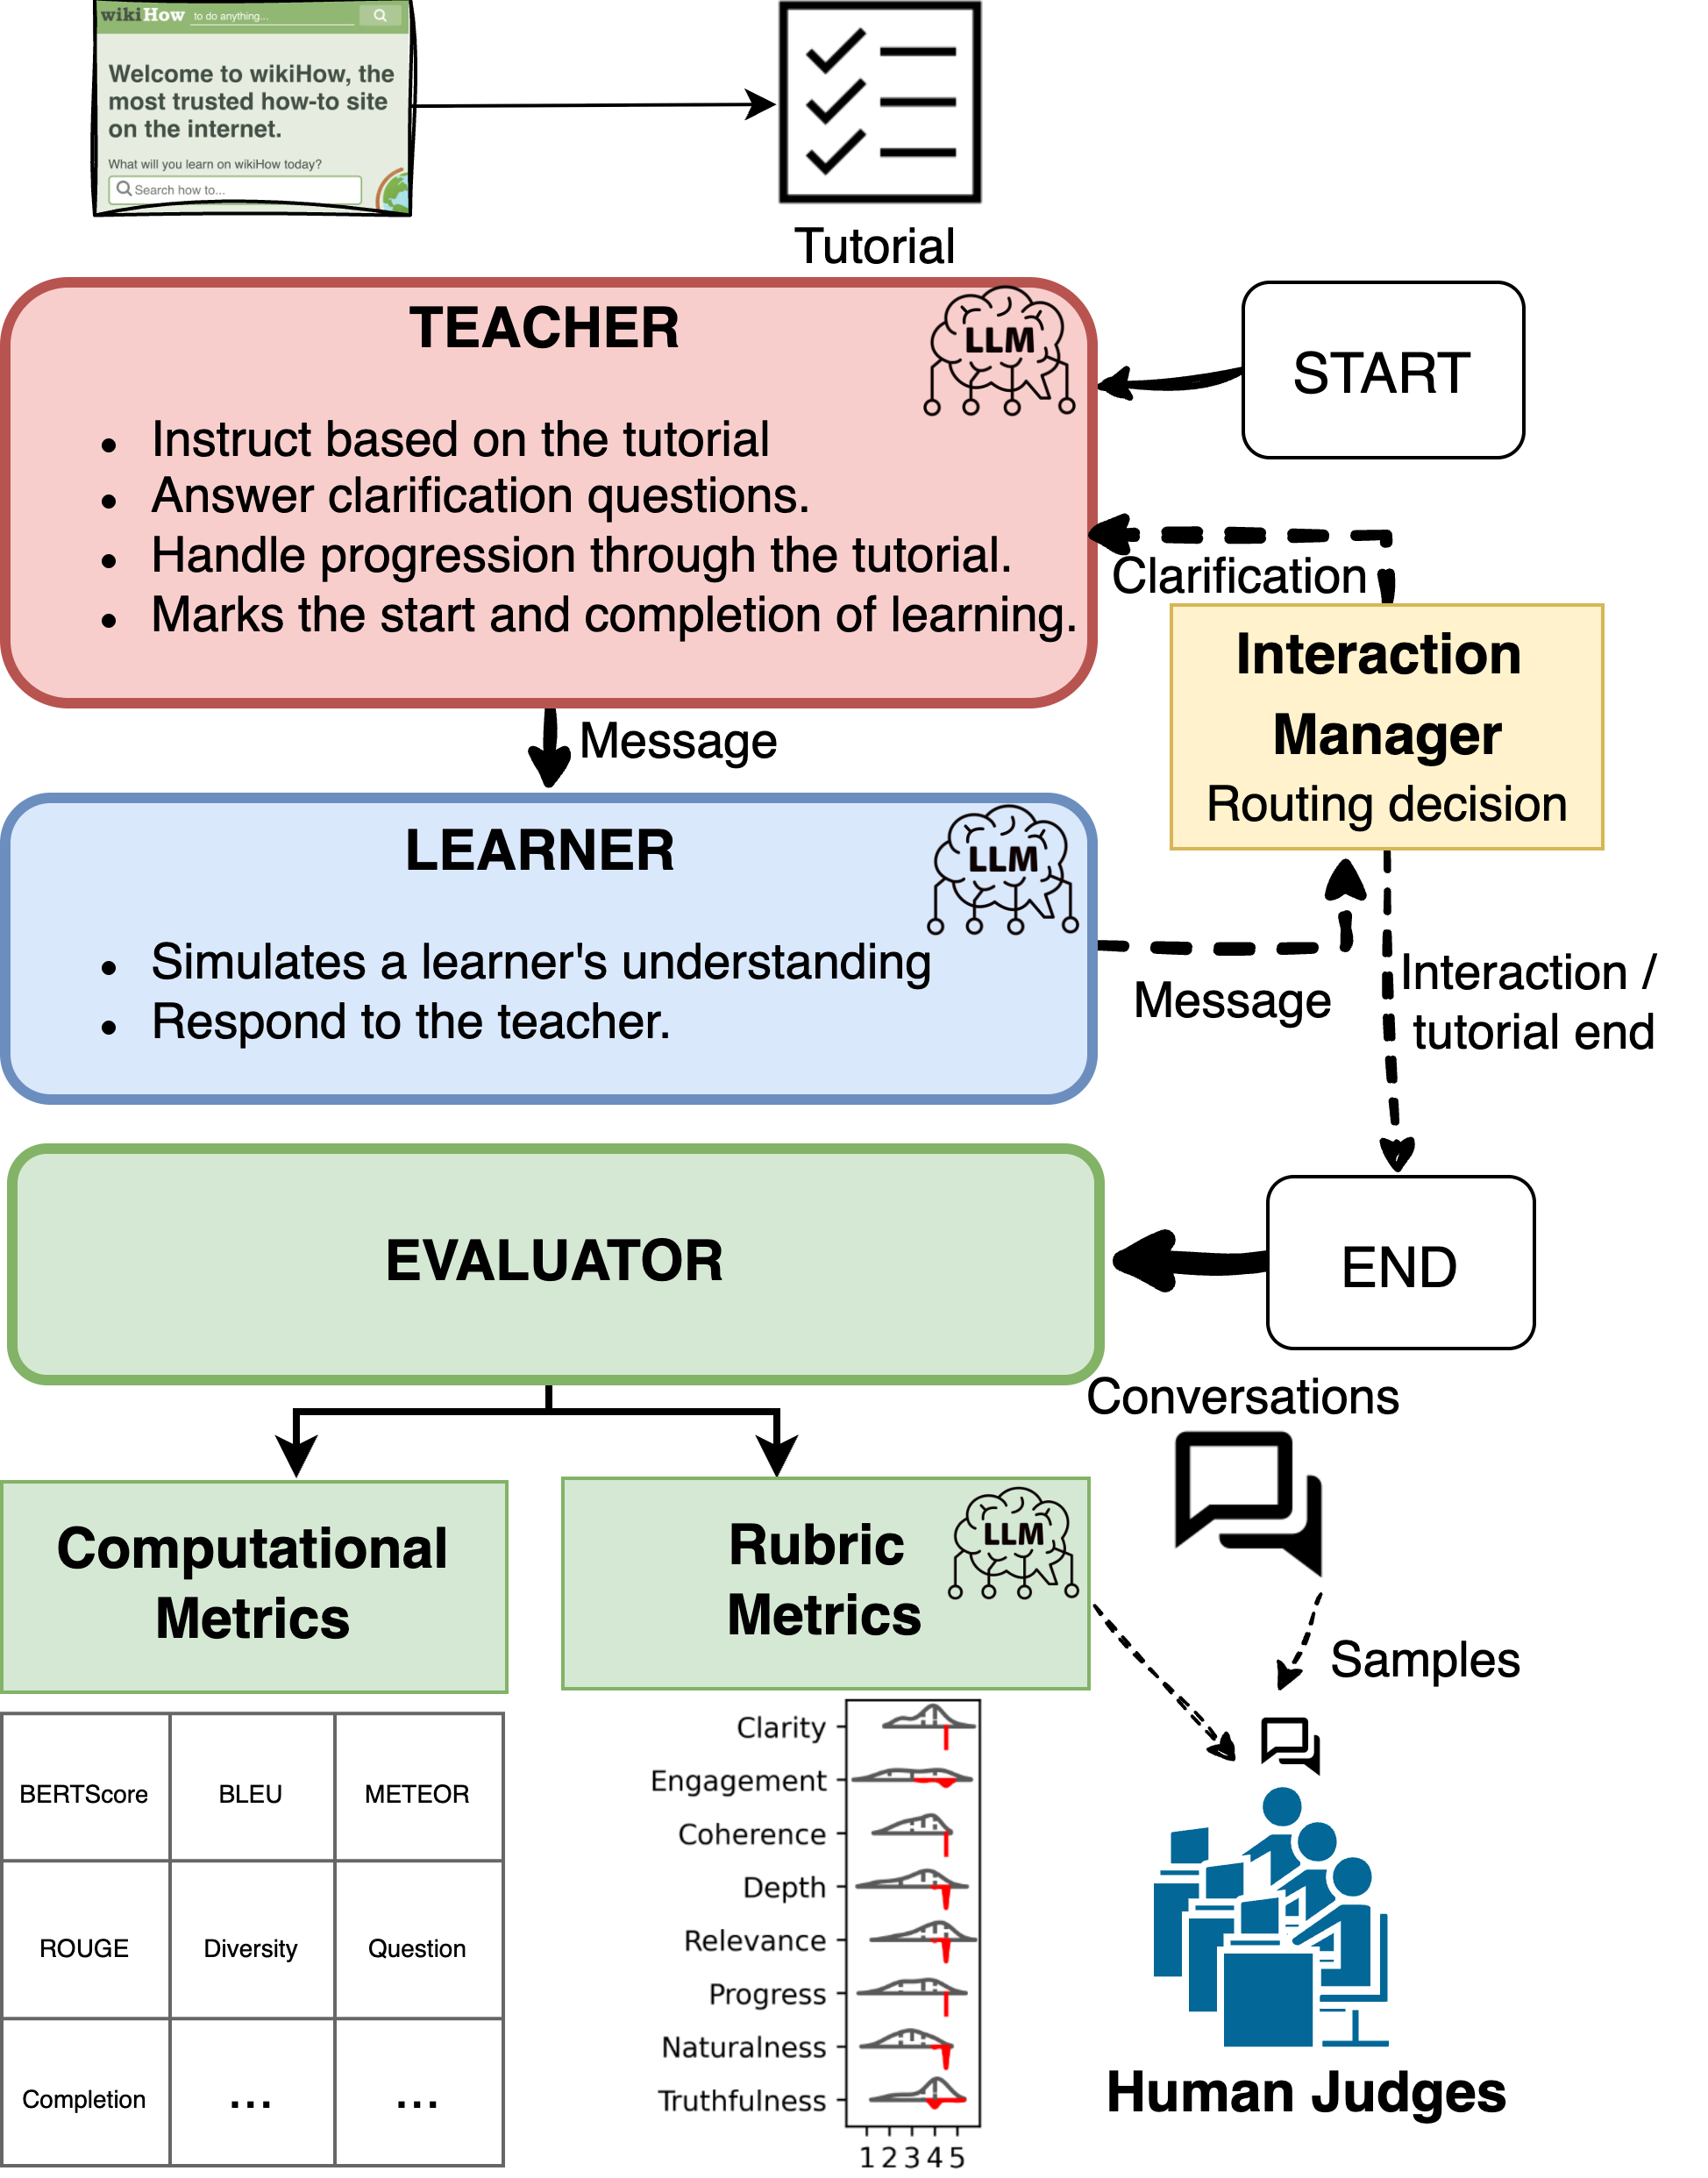 wikiHow to do anything...
Welcome to wikiHow, the
most trusted how-to site
on the internet.
What will you learn on wikiHow today?
Search how to...
Tutorial
TEACHER
LLM
• Instruct based on the tutorial
• Answer clarification questions.
• Handle progression through the tutorial.
• Marks the start and completion of learning.
START
Clarification
Interaction
Manager
Routing decision
Message
LEARNER
LLM
• Simulates a learner's understanding
• Respond to the teacher.
Message
Interaction /
tutorial end
EVALUATOR
END
Conversations
Computational
Metrics
Rubric
Metrics
LLM
Samples
BERTScore
BLEU
METEOR
ROUGE
Diversity
Question
Completion
...
...
Clarity
Engagement
Coherence
Depth
Relevance
Progress
Naturalness
Truthfulness
1 2 3 4 5
Human Judges